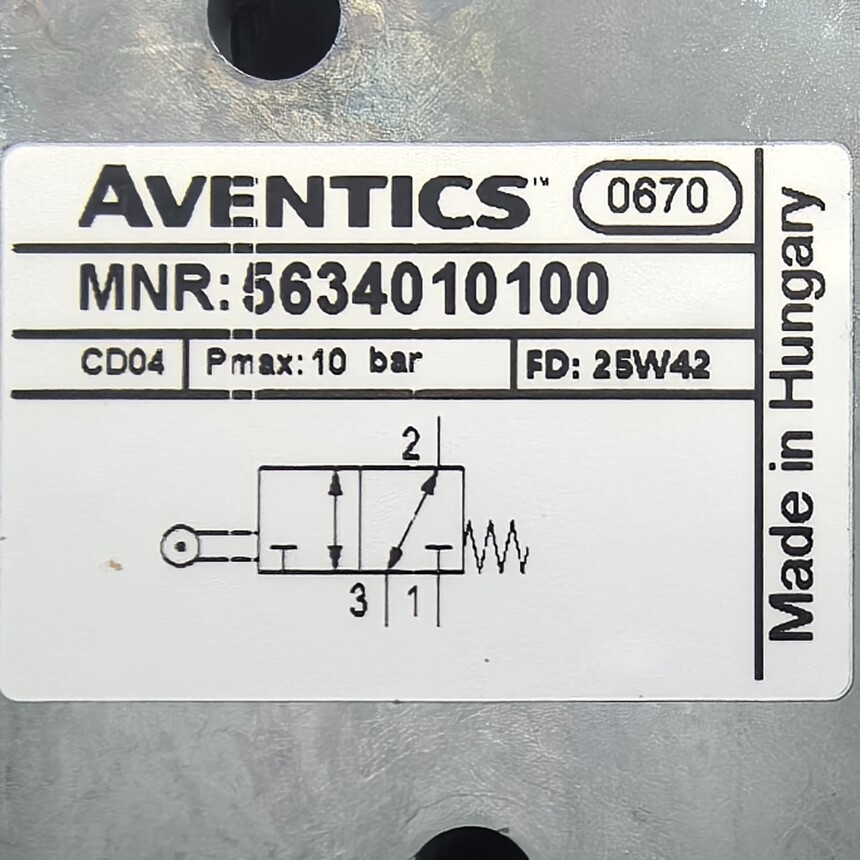 AVENTICS™ 0670
MNR: 5634010100
CD04 Pmax: 10 bar FD: 25W42
2
3 1
Made in Hungary